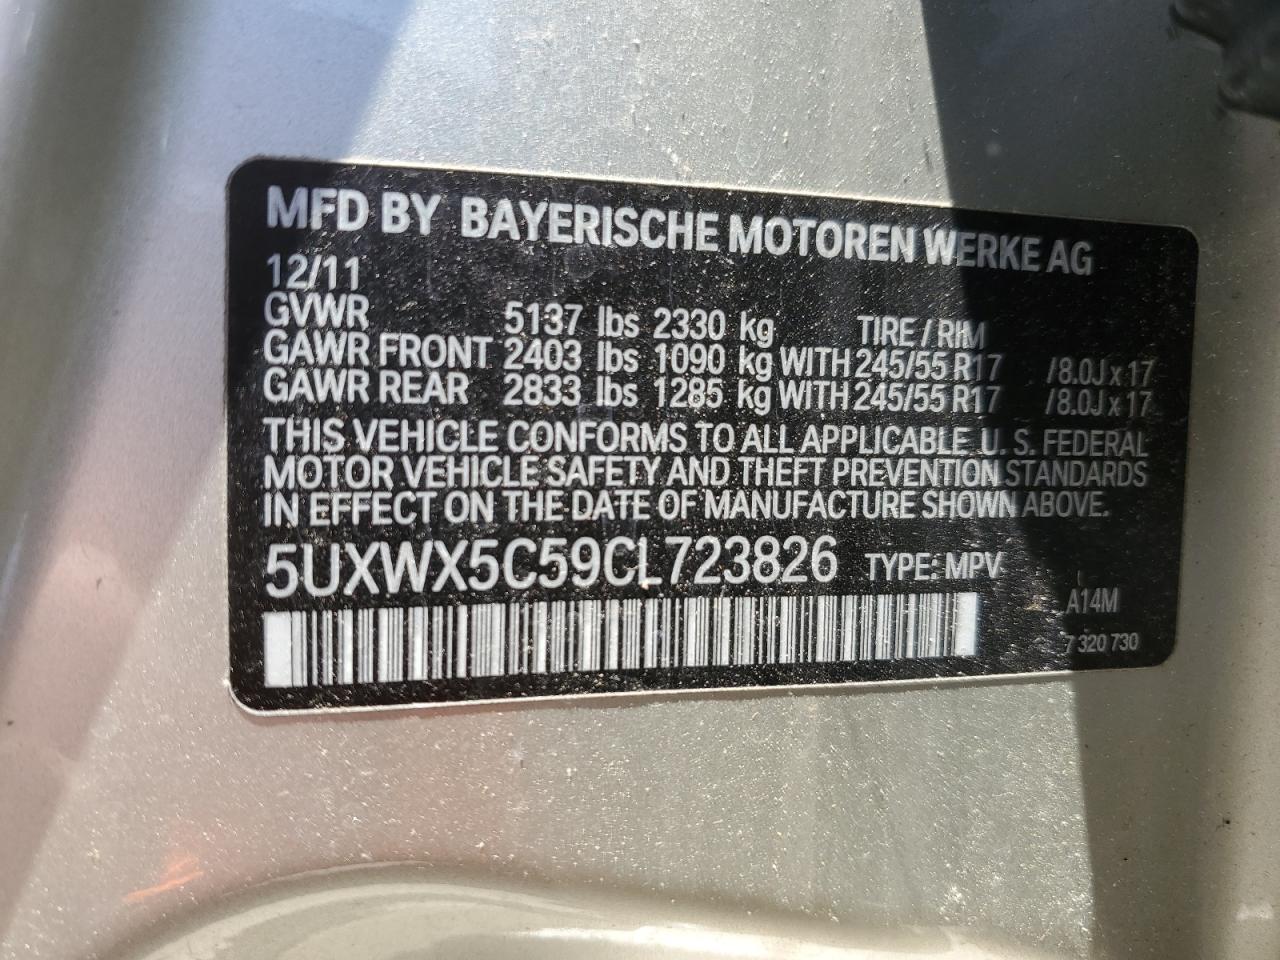 MFD BY BAYERISCHE MOTOREN WERKE AG
12/11
GVWR 5137 lbs 2330 kg TIRE / RIM
GAWR FRONT 2403 lbs 1090 kg WITH 245/55 R17 / 8.0J x 17
GAWR REAR 2833 lbs 1285 kg WITH 245/55 R17 / 8.0J x 17
THIS VEHICLE CONFORMS TO ALL APPLICABLE U. S. FEDERAL
MOTOR VEHICLE SAFETY AND THEFT PREVENTION STANDARDS
IN EFFECT ON THE DATE OF MANUFACTURE SHOWN ABOVE.
5UXWX5C59CL723826 TYPE: MPV
A14M
7 320 730